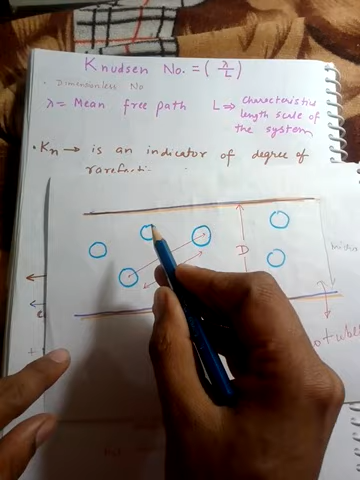 Knudsen No. = (λ/L)
· Dimensionless No
λ = Mean free path L ⇒ characteristic
length scale of
the system
• Kn → is an indicator of degree of
D